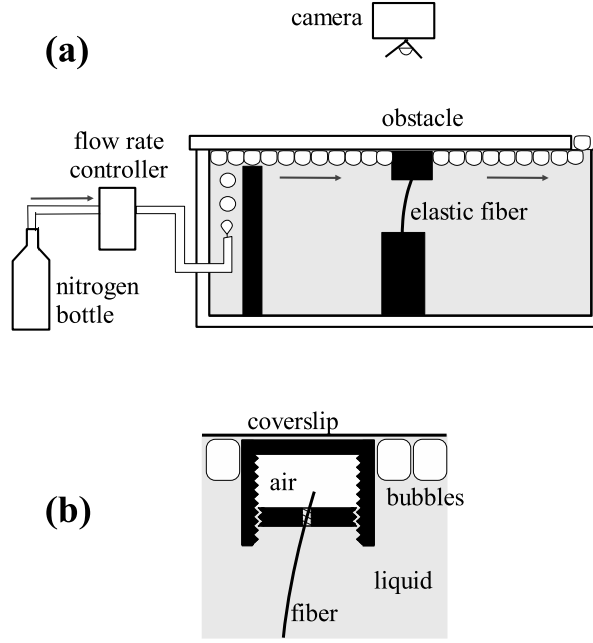 camera
(a)
obstacle
flow rate
controller
elastic fiber
nitrogen
bottle
coverslip
air
bubbles
(b)
liquid
fiber